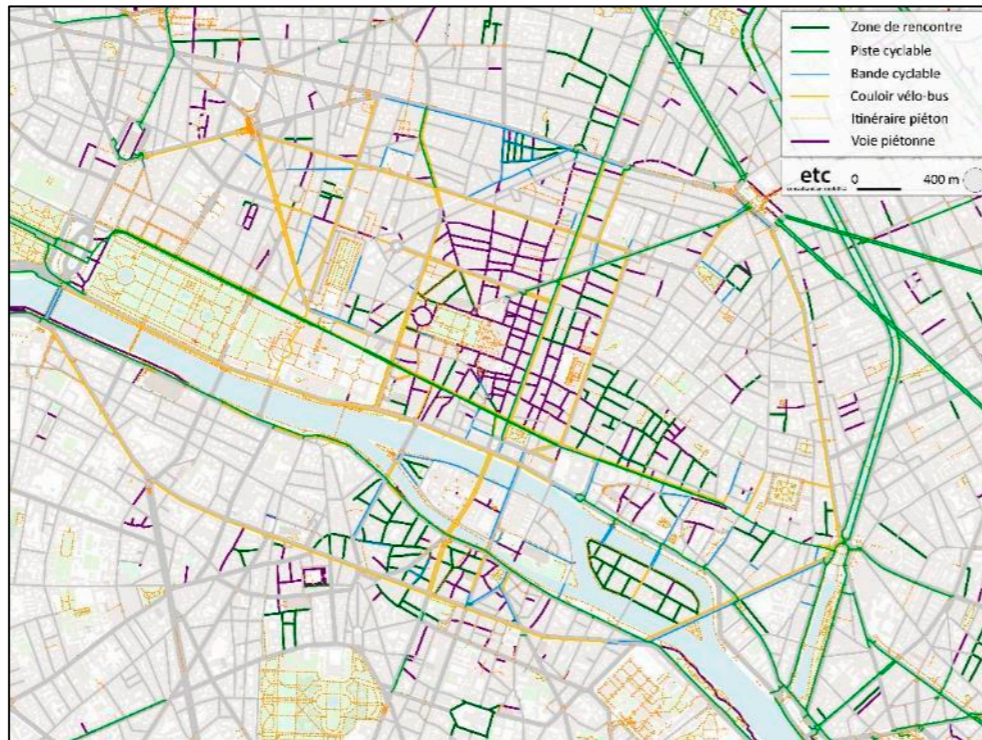 Zone de rencontre
Piste cyclable
Bande cyclable
Couloir vélo-bus
Itinéraire piéton
Voie piétonne
etc
0 400 m